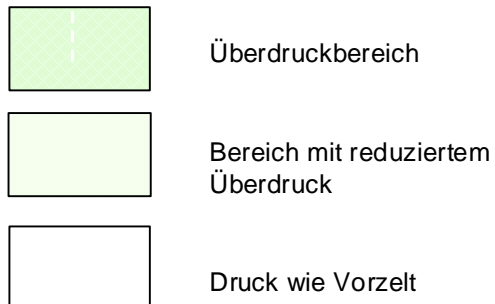 Überdruckbereich
Bereich mit reduziertem
Überdruck
Druck wie Vorzelt